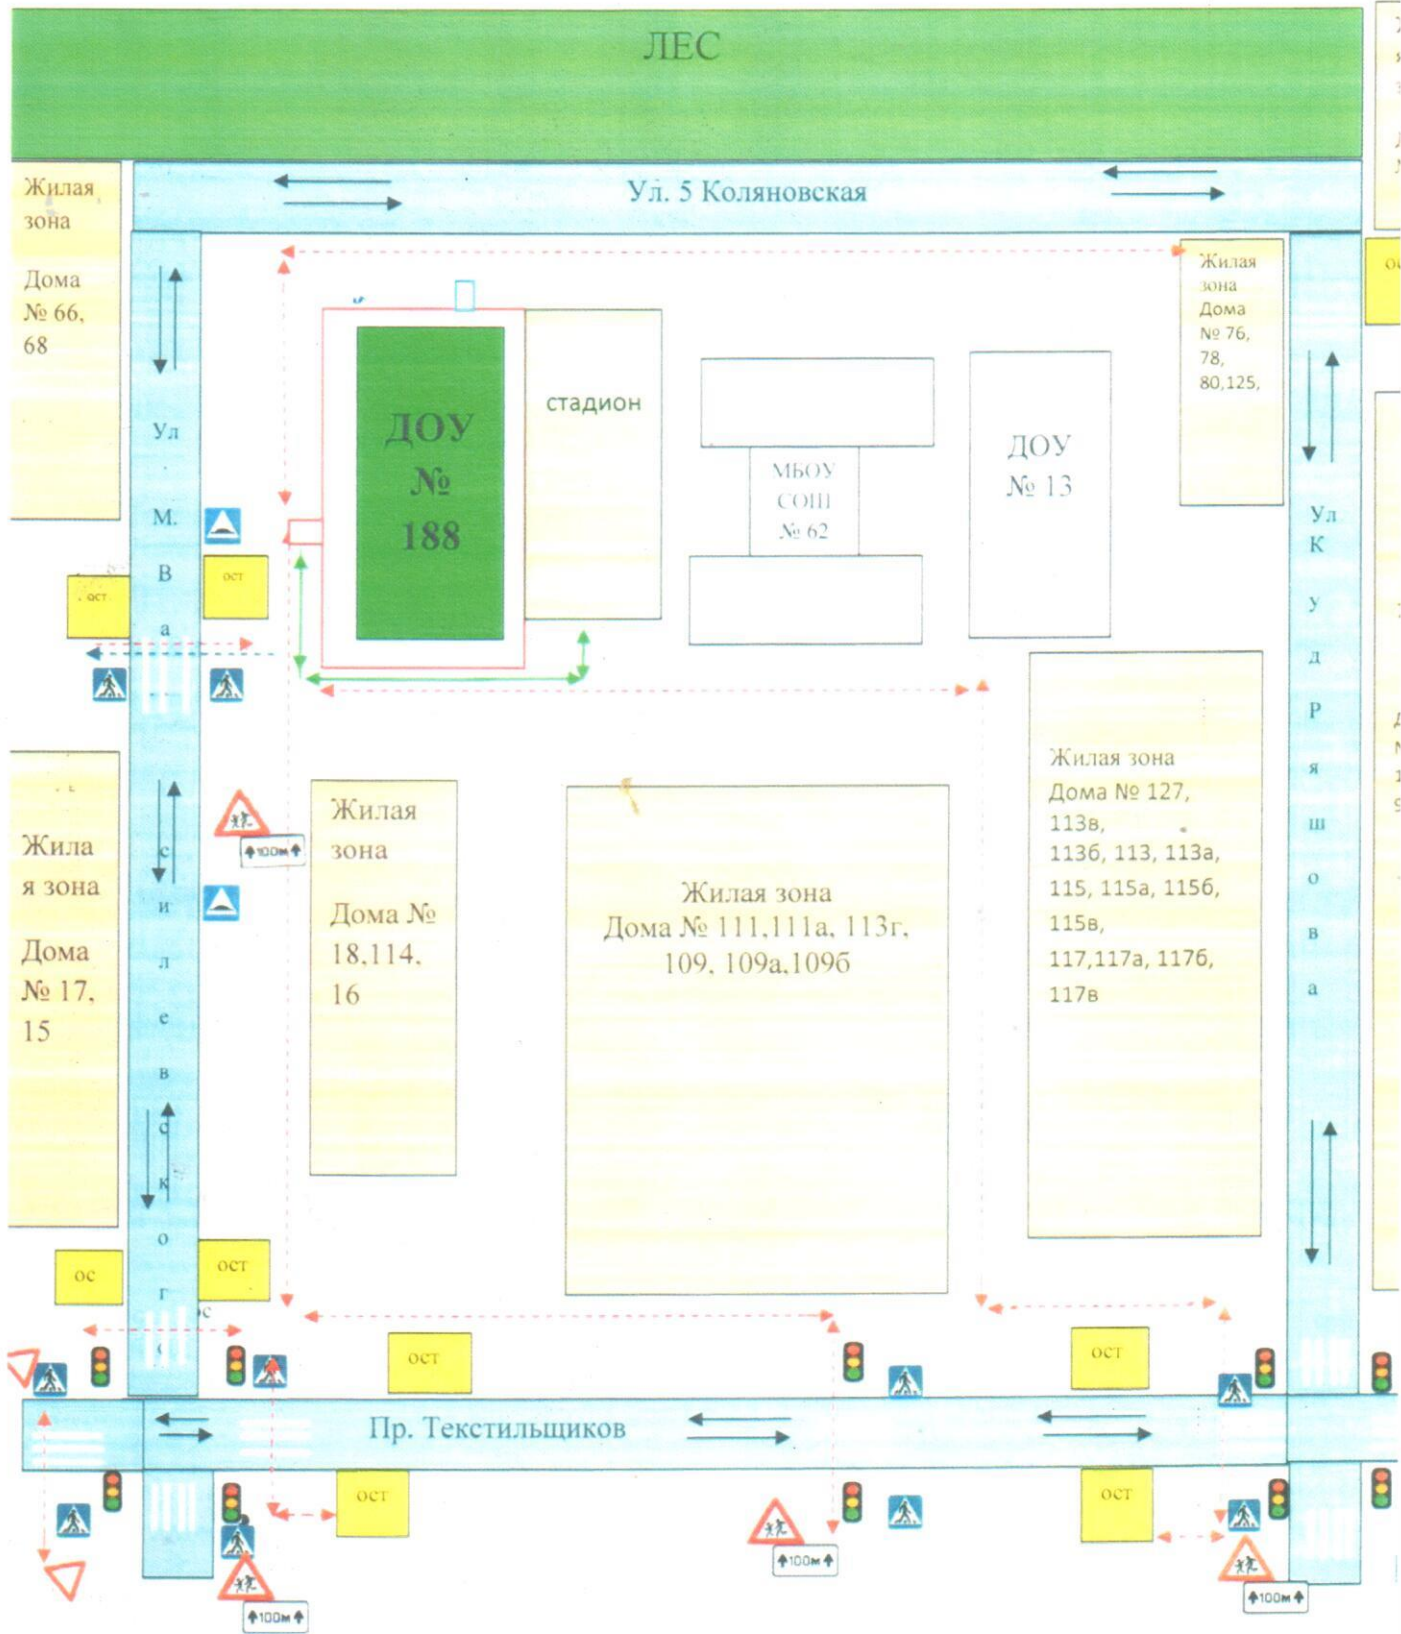 ЛЕС
Ул. 5 Коляновская
Жилая
зона
Дома
№ 66,
68
Жилая
зона
Дома
№ 76,
78,
80,125,
ДОУ
№
188
стадион
МБОУ
СОШ
№ 62
ДОУ
№ 13
Ул
М.
В
а
с
и
л
е
в
с
к
о
г
о
Ул
К
у
д
Р
я
ш
о
в
а
ост
ост
Жила
я зона
Дома
№ 17,
15
100м
Жилая
зона
Дома №
18,114,
16
Жилая зона
Дома № 111,111а, 113г,
109, 109а,109б
Жилая зона
Дома № 127,
113в,
113б, 113, 113а,
115, 115а, 115б,
115в,
117,117а, 117б,
117в
ос
ост
ос
ост
ост
Пр. Текстильщиков
ост
ост
100м
100м
100м